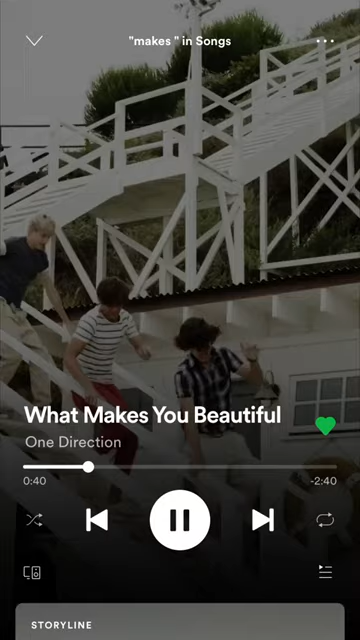 "makes " in Songs
What Makes You Beautiful
One Direction
0:40
-2:40
STORYLINE